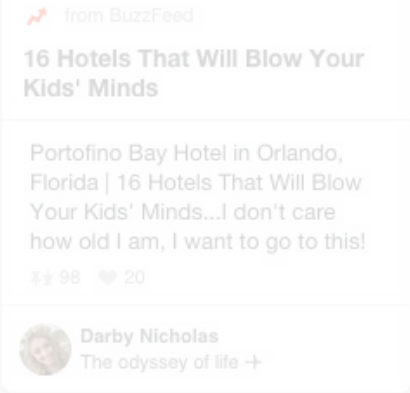 from BuzzFeed
16 Hotels That Will Blow Your
Kids' Minds
Portofino Bay Hotel in Orlando,
Florida | 16 Hotels That Will Blow
Your Kids' Minds...I don't care
how old I am, I want to go to this!
98 20
Darby Nicholas
The odyssey of life ✈